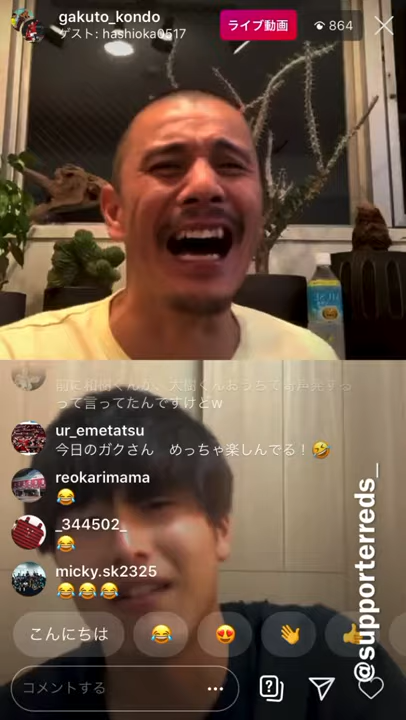 gakuto_kondo
ゲスト: hashioka0517
ライブ動画
864
って言ってたんですけどw
ur_emetatsu
今日のガクさん めっちゃ楽しんでる！🤣
reokarimama
😂
_344502_
😂
micky.sk2325
😂😂😂
こんにちは
コメントする
@supporterreds_